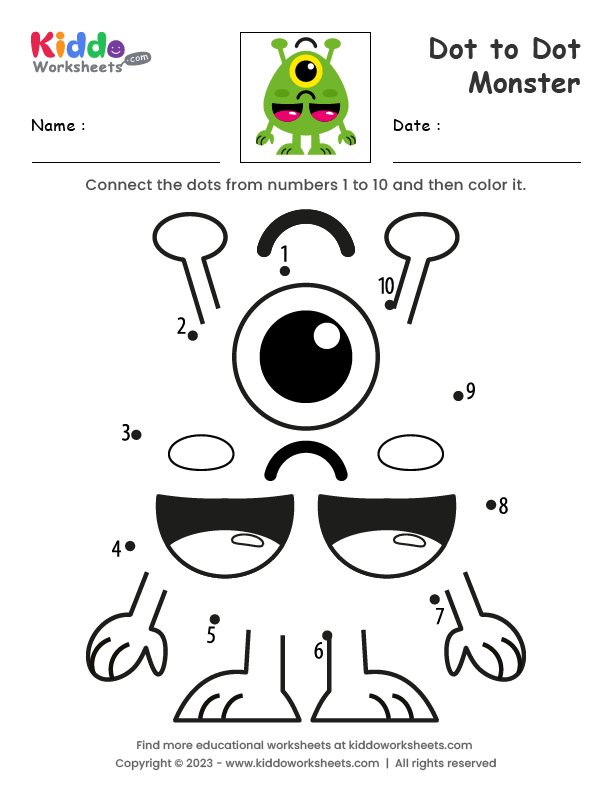 Kiddo
Worksheets .com
Dot to Dot
Monster
Name :
Date :
Connect the dots from numbers 1 to 10 and then color it.
1
10
2
9
3
8
4
7
5
6
Find more educational worksheets at kiddoworksheets.com
Copyright © 2023 - www.kiddoworksheets.com | All rights reserved